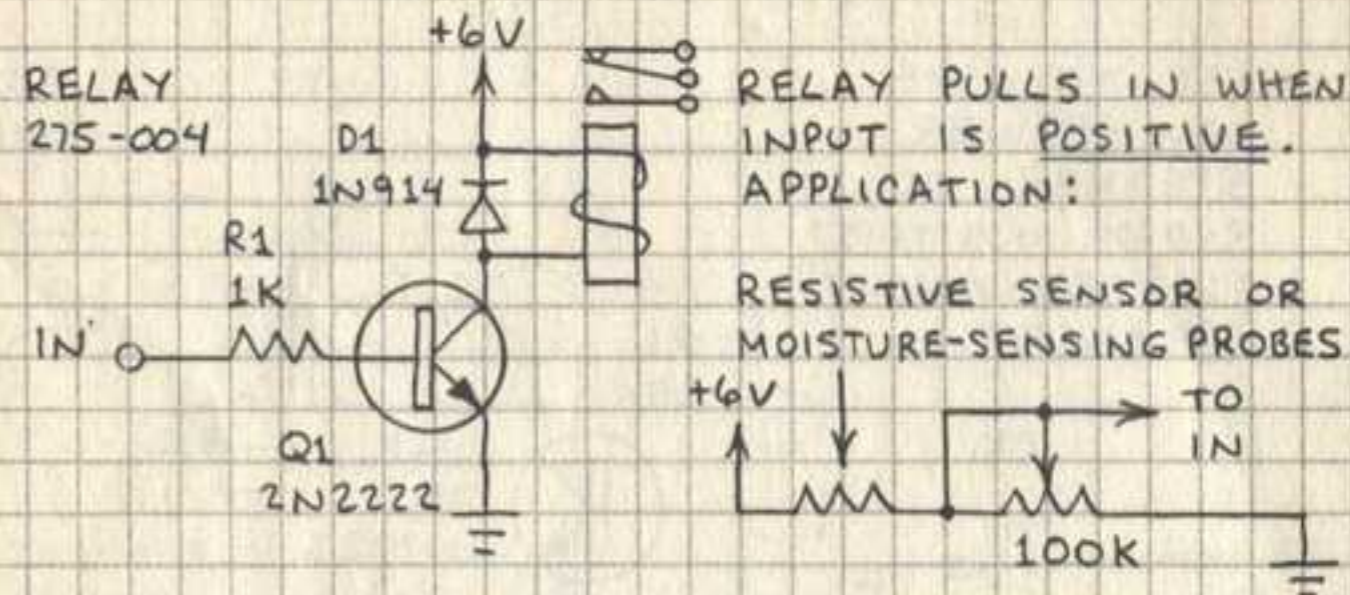 +6V
RELAY
275-004
D1
1N914
R1
1K
IN
Q1
2N2222
RELAY PULLS IN WHEN
INPUT IS POSITIVE.
APPLICATION:
RESISTIVE SENSOR OR
MOISTURE-SENSING PROBES
+6V
TO
IN
100K